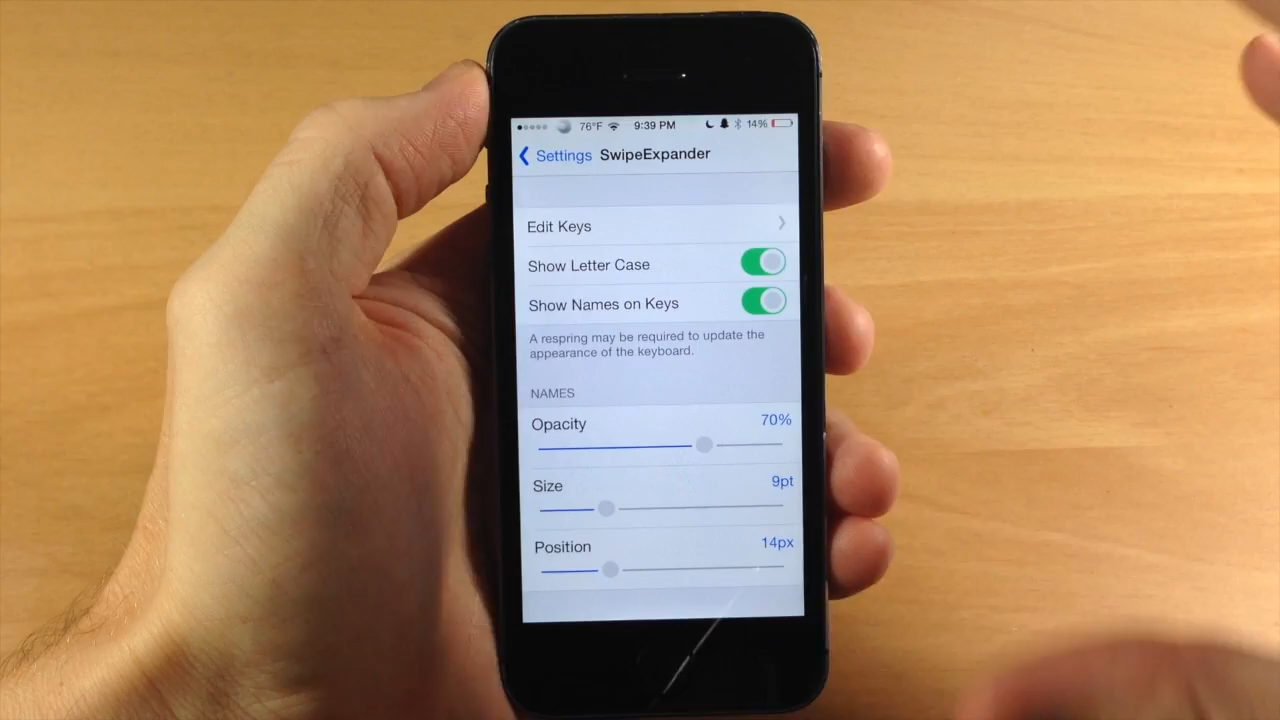 76°F 9:39 PM 14%
Settings SwipeExpander
Edit Keys
Show Letter Case
Show Names on Keys
A respring may be required to update the
appearance of the keyboard.
NAMES
Opacity 70%
Size 9pt
Position 14px